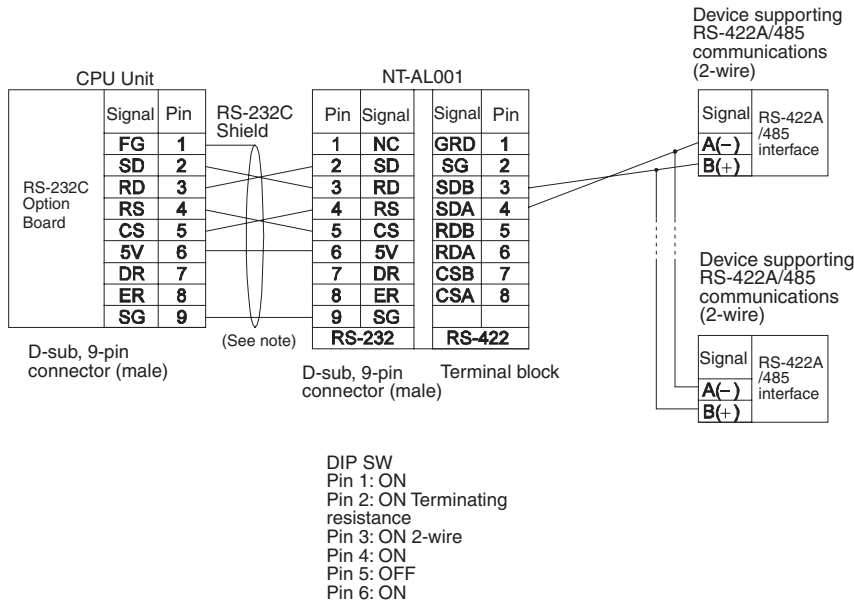 Device supporting
RS-422A/485
communications
(2-wire)
CPU Unit
NT-AL001
Signal Pin
RS-232C
Shield
Pin Signal
Signal Pin
Signal
RS-422A
/485
interface
FG 1
1 NC
GRD 1
A(−)
SD 2
2 SD
SG 2
B(+)
RS-232C
Option
Board
RD 3
3 RD
SDB 3
RS 4
4 RS
SDA 4
CS 5
5 CS
RDB 5
5V 6
6 5V
RDA 6
DR 7
7 DR
CSB 7
ER 8
8 ER
CSA 8
SG 9
9 SG
(See note)
RS-232
RS-422
D-sub, 9-pin
connector (male)
D-sub, 9-pin
connector (male)
Terminal block
Device supporting
RS-422A/485
communications
(2-wire)
Signal
RS-422A
/485
interface
A(−)
B(+)
DIP SW
Pin 1: ON
Pin 2: ON Terminating
resistance
Pin 3: ON 2-wire
Pin 4: ON
Pin 5: OFF
Pin 6: ON